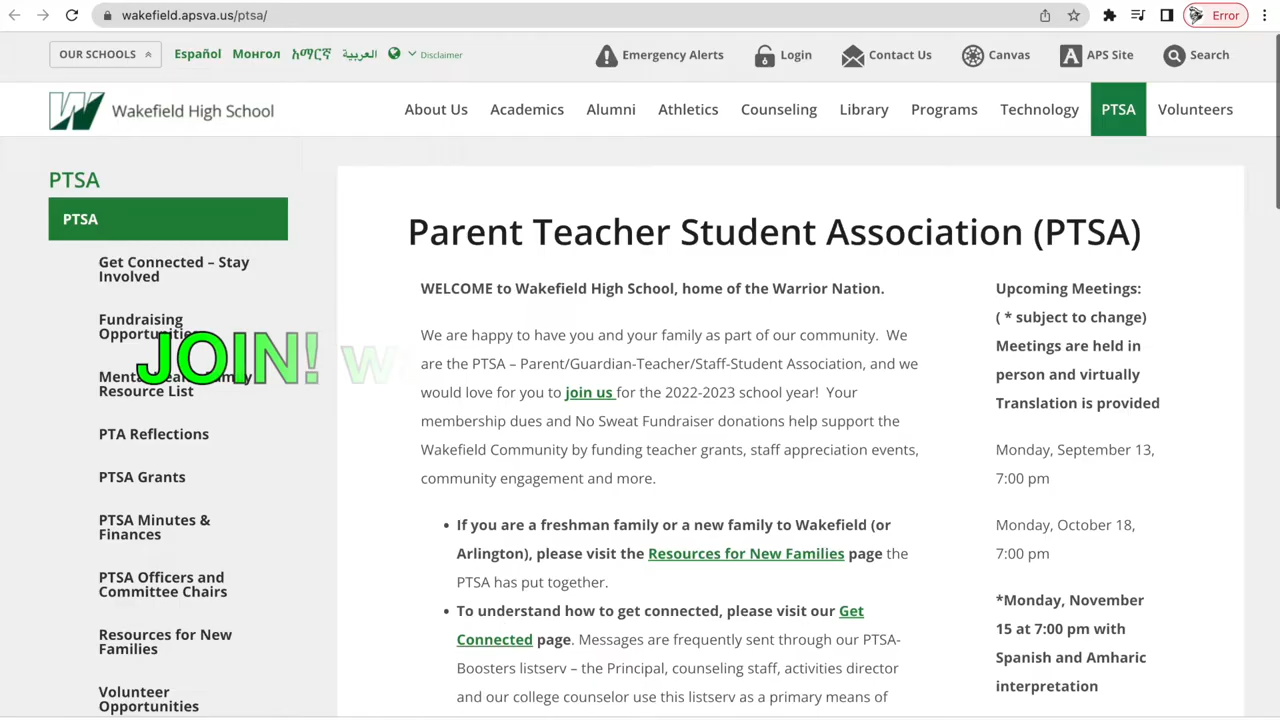 wakefield.apsva.us/ptsa/
Error
OUR SCHOOLS
Español
Монгол
አማርኛ
العربية
Disclaimer
Emergency Alerts
Login
Contact Us
Canvas
A APS Site
Search
W Wakefield High School
About Us
Academics
Alumni
Athletics
Counseling
Library
Programs
Technology
PTSA
Volunteers
PTSA
PTSA
Get Connected – Stay
Involved
Fundraising
Opportunities
JOIN!
Mental Health Family
Resource List
PTA Reflections
PTSA Grants
PTSA Minutes &
Finances
PTSA Officers and
Committee Chairs
Resources for New
Families
Volunteer
Opportunities
Parent Teacher Student Association (PTSA)
WELCOME to Wakefield High School, home of the Warrior Nation.
We are happy to have you and your family as part of our community. We
are the PTSA – Parent/Guardian-Teacher/Staff-Student Association, and we
would love for you to join us for the 2022-2023 school year! Your
membership dues and No Sweat Fundraiser donations help support the
Wakefield Community by funding teacher grants, staff appreciation events,
community engagement and more.
• If you are a freshman family or a new family to Wakefield (or
Arlington), please visit the Resources for New Families page the
PTSA has put together.
• To understand how to get connected, please visit our Get
Connected page. Messages are frequently sent through our PTSA-
Boosters listserv – the Principal, counseling staff, activities director
and our college counselor use this listserv as a primary means of
Upcoming Meetings:
( * subject to change)
Meetings are held in
person and virtually
Translation is provided
Monday, September 13,
7:00 pm
Monday, October 18,
7:00 pm
*Monday, November
15 at 7:00 pm with
Spanish and Amharic
interpretation